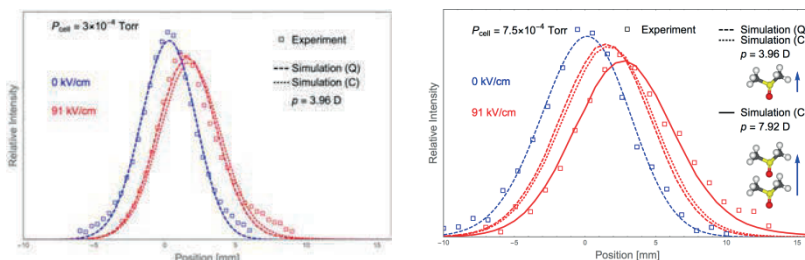 P_cell = 3×10⁻⁴ Torr
Experiment
0 kV/cm
91 kV/cm
Simulation (Q)
Simulation (C)
p = 3.96 D
Relative Intensity
−10 −5 0 5 10 15
Position [mm]
P_cell = 7.5×10⁻⁴ Torr
Experiment
0 kV/cm
91 kV/cm
Simulation (Q
Simulation (C
p = 3.96 D
Simulation (C
p = 7.92 D
Relative Intensity
−10 −5 0 5 10 15
Position [mm]